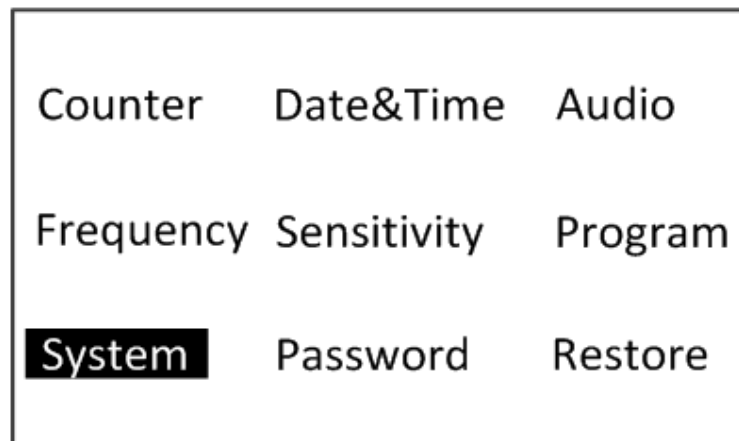 Counter Date&Time Audio
Frequency Sensitivity Program
System Password Restore